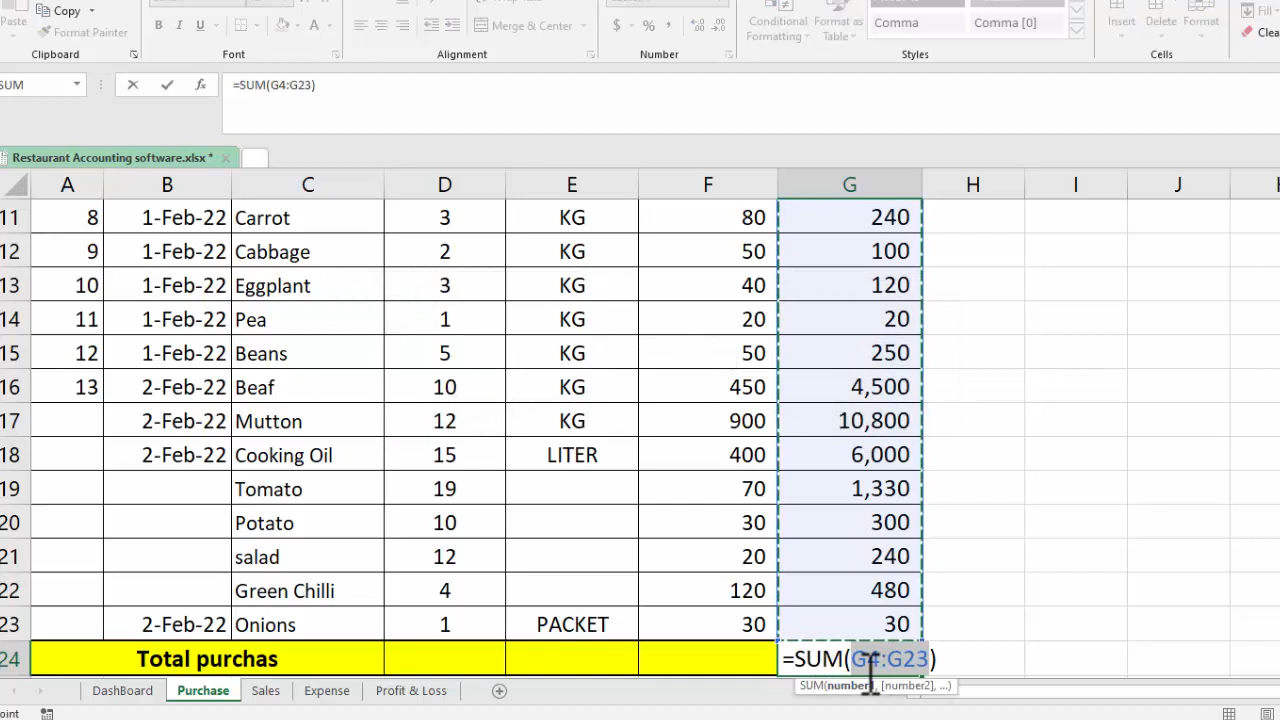 Copy
Paste
Format Painter
B I U
A
Merge & Center
$ % ,
Conditional Formatting
Format as Table
Comma
Comma [0]
Insert
Delete
Format
Fill
Clea
Clipboard
Font
Alignment
Number
Styles
Cells
SUM
fx
=SUM(G4:G23)
Restaurant Accounting software.xlsx *
A B C D E F G H I J
11 8 1-Feb-22 Carrot 3 KG 80 240
12 9 1-Feb-22 Cabbage 2 KG 50 100
13 10 1-Feb-22 Eggplant 3 KG 40 120
14 11 1-Feb-22 Pea 1 KG 20 20
15 12 1-Feb-22 Beans 5 KG 50 250
16 13 2-Feb-22 Beaf 10 KG 450 4,500
17 2-Feb-22 Mutton 12 KG 900 10,800
18 2-Feb-22 Cooking Oil 15 LITER 400 6,000
19 Tomato 19 70 1,330
20 Potato 10 30 300
21 salad 12 20 240
22 Green Chilli 4 120 480
23 2-Feb-22 Onions 1 PACKET 30 30
24 Total purchas =SUM(G4:G23)
SUM(number1, [number2], ...)
DashBoard Purchase Sales Expense Profit & Loss
oint